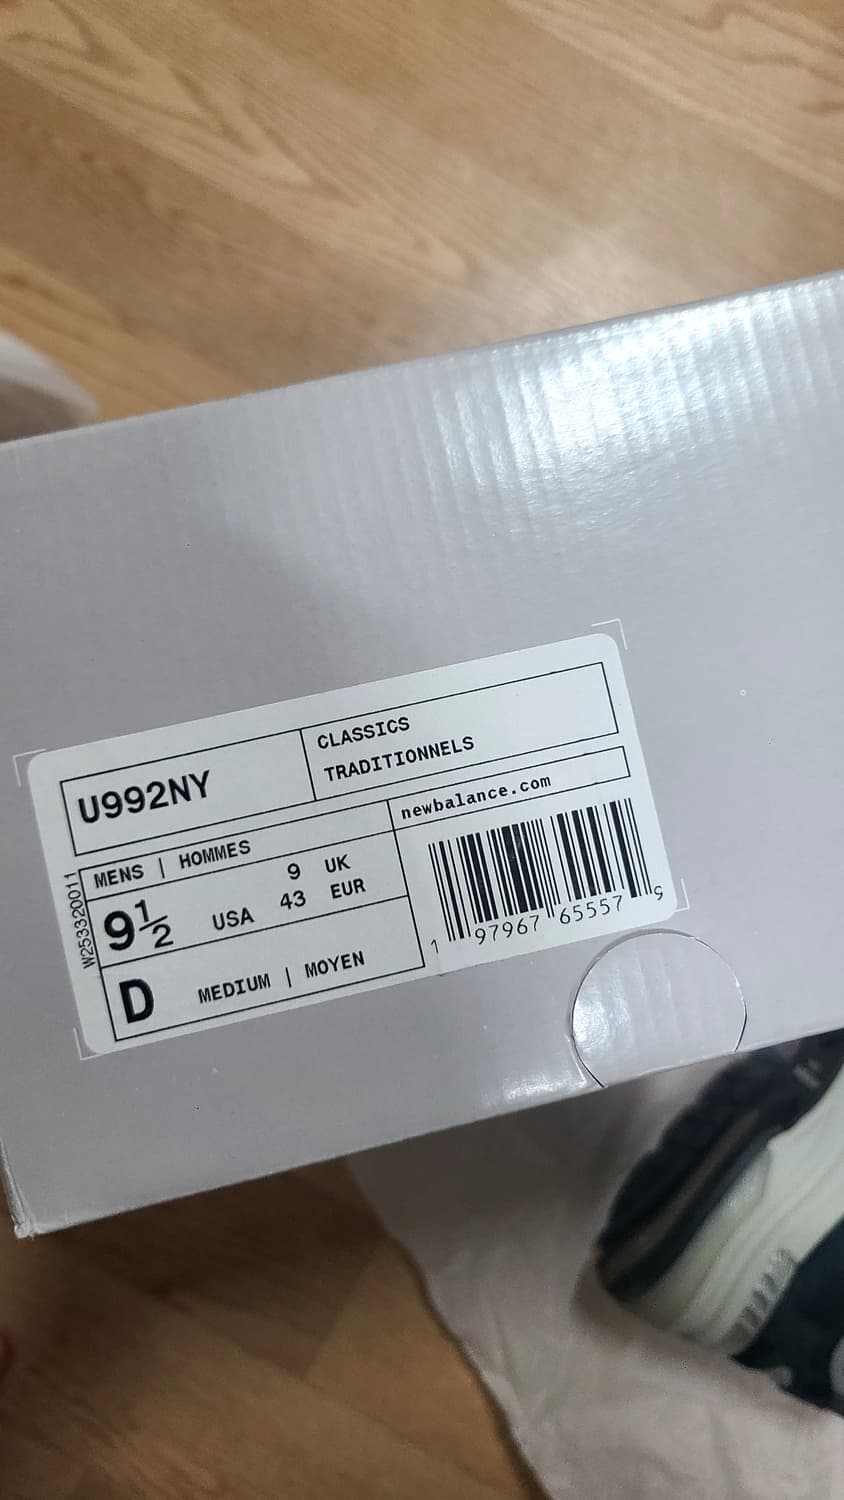 U992NY
CLASSICS
TRADITIONNELS
newbalance.com
MENS | HOMMES
9 UK
9½ USA 43 EUR
D MEDIUM | MOYEN
W253320011
1 97967 65557 9